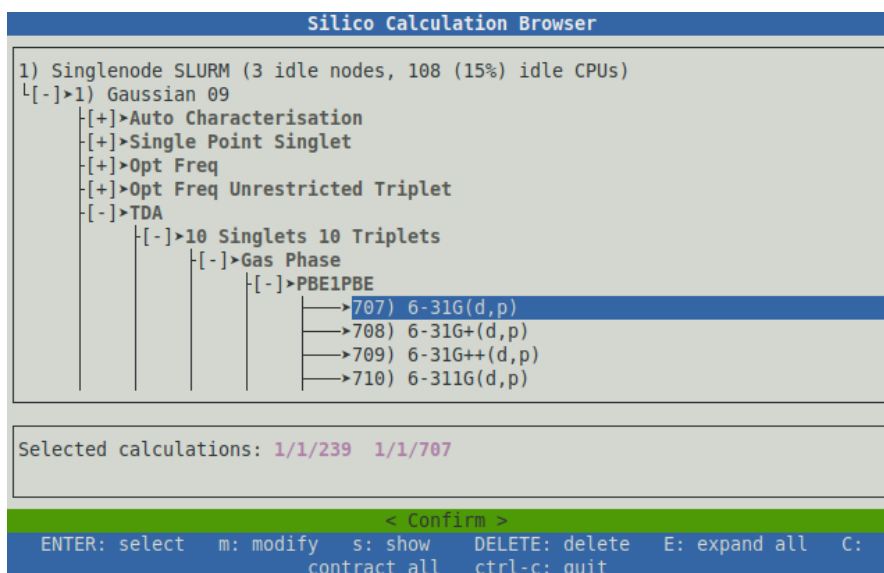 Silico Calculation Browser
1) Singlenode SLURM (3 idle nodes, 108 (15%) idle CPUs)
[-]➤1) Gaussian 09
[+]➤Auto Characterisation
[+]➤Single Point Singlet
[+]➤Opt Freq
[+]➤Opt Freq Unrestricted Triplet
[-]➤TDA
[-]➤10 Singlets 10 Triplets
[-]➤Gas Phase
[-]➤PBE1PBE
➤707) 6-31G(d,p)
➤708) 6-31G+(d,p)
➤709) 6-31G++(d,p)
➤710) 6-311G(d,p)
Selected calculations: 1/1/239 1/1/707
< Confirm >
ENTER: select m: modify s: show DELETE: delete E: expand all C:
contract all ctrl-c: quit